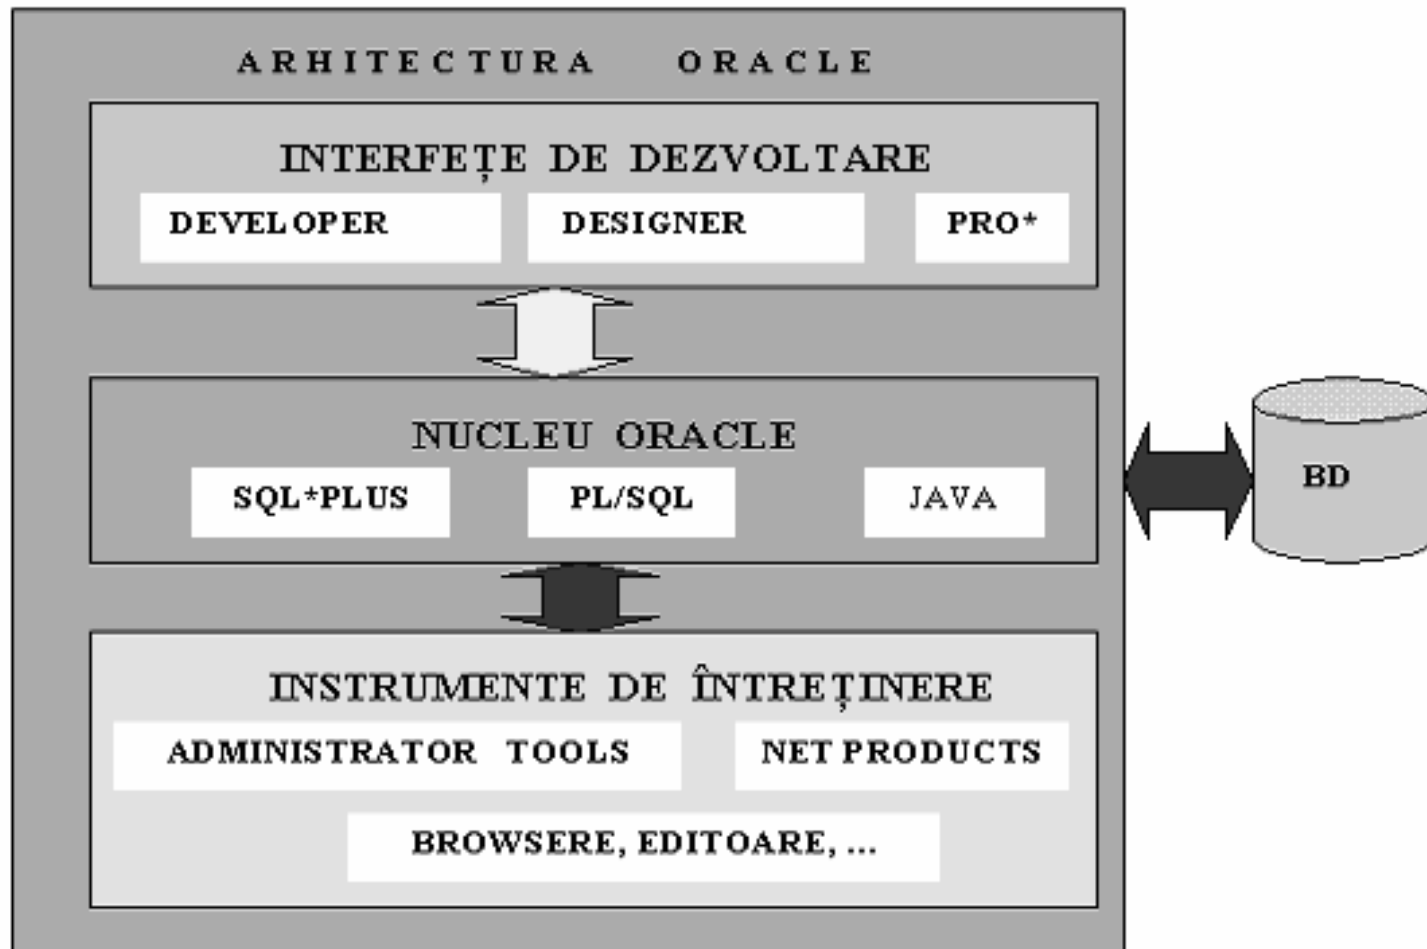 ARHITECTURA ORACLE
INTERFEȚE DE DEZVOLTARE
DEVELOPER DESIGNER PRO*
NUCLEU ORACLE
SQL*PLUS PL/SQL JAVA
BD
INSTRUMENTE DE ÎNTREȚINERE
ADMINISTRATOR TOOLS NET PRODUCTS
BROWSERE, EDITOARE, ...